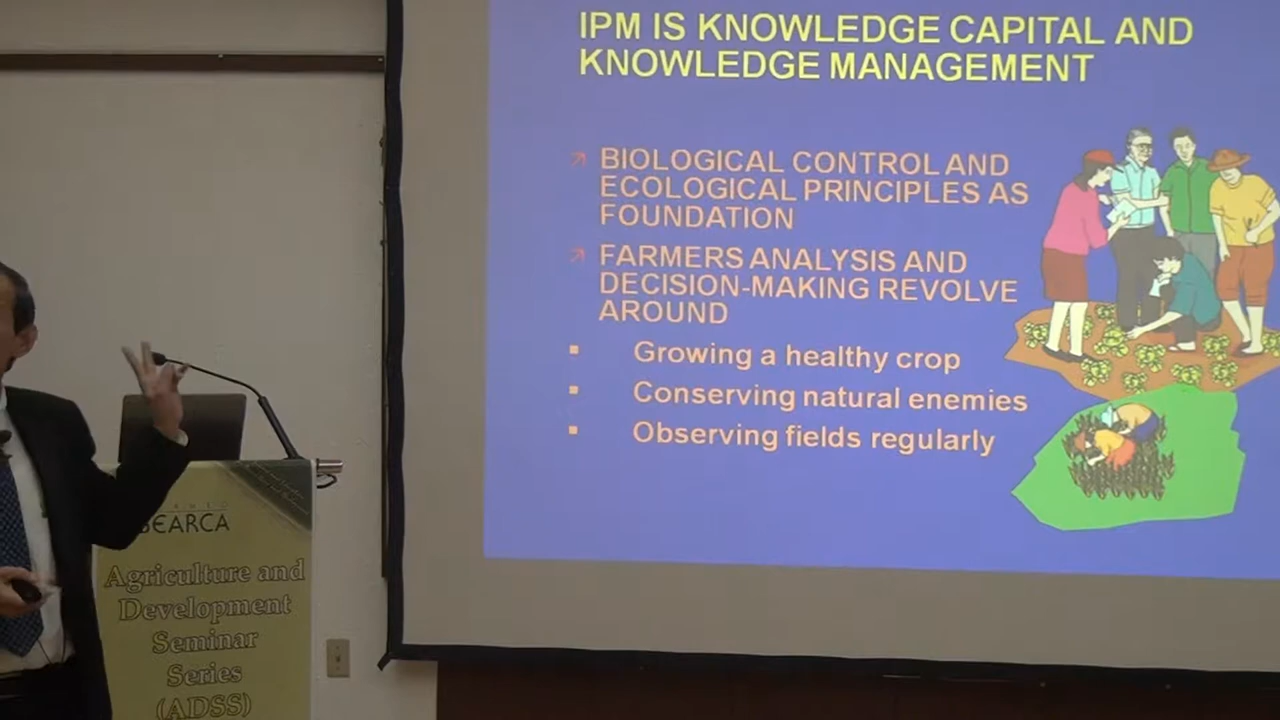 IPM IS KNOWLEDGE CAPITAL AND
KNOWLEDGE MANAGEMENT
BIOLOGICAL CONTROL AND
ECOLOGICAL PRINCIPLES AS
FOUNDATION
FARMERS ANALYSIS AND
DECISION-MAKING REVOLVE
AROUND
Growing a healthy crop
Conserving natural enemies
Observing fields regularly
SEARCA
Agriculture and
Development
Seminar
Series
(ADSS)